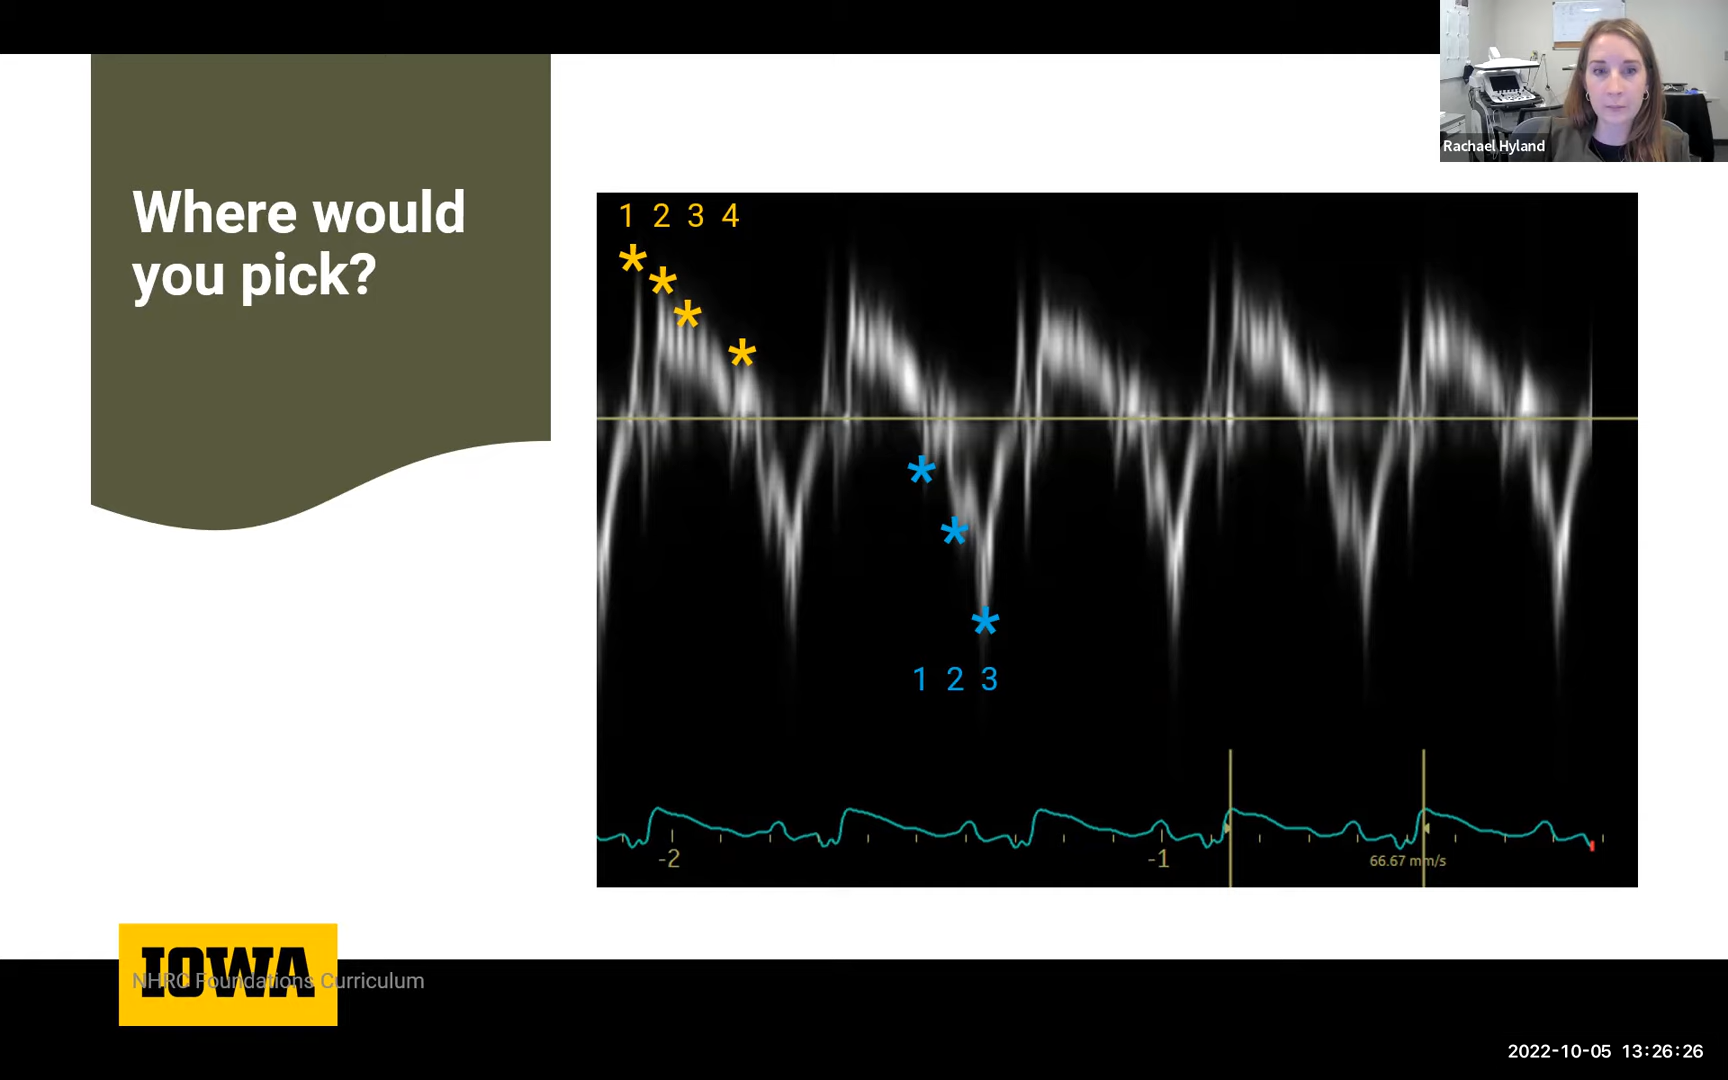 Rachael Hyland
Where would
you pick?
1 2 3 4
* * * *
* * *
1 2 3
-2
-1
66.67 mm/s
IOWA
NHRC Foundations Curriculum
2022-10-05 13:26:26